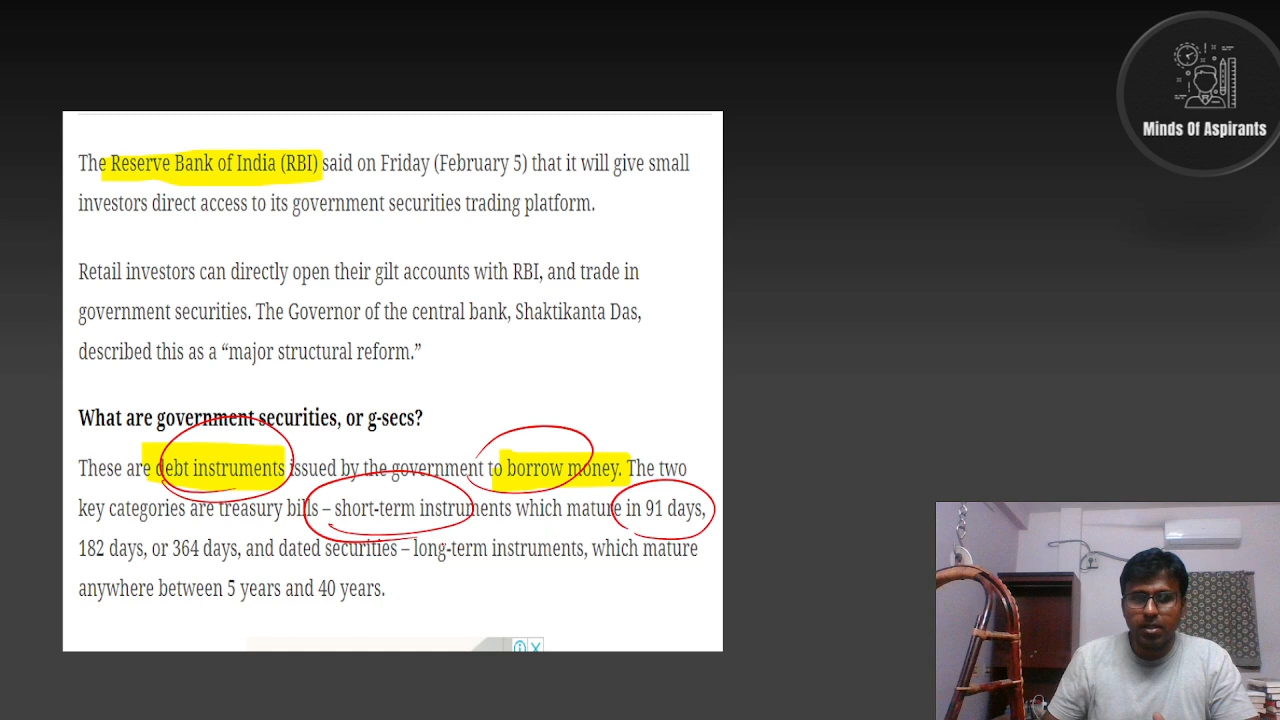 Minds Of Aspirants
The Reserve Bank of India (RBI) said on Friday (February 5) that it will give small
investors direct access to its government securities trading platform.
Retail investors can directly open their gilt accounts with RBI, and trade in
government securities. The Governor of the central bank, Shaktikanta Das,
described this as a “major structural reform.”
What are government securities, or g-secs?
These are debt instruments issued by the government to borrow money. The two
key categories are treasury bills – short-term instruments which mature in 91 days,
182 days, or 364 days, and dated securities – long-term instruments, which mature
anywhere between 5 years and 40 years.